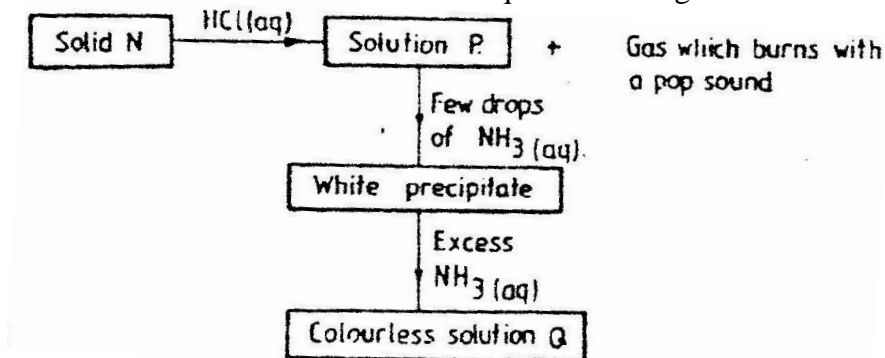 Solid N
HCl(aq)
Solution P.
+
Gas which burns with
a pop sound
Few drops
of NH3(aq).
White precipitate
Excess
NH3(aq)
Colourless solution Q